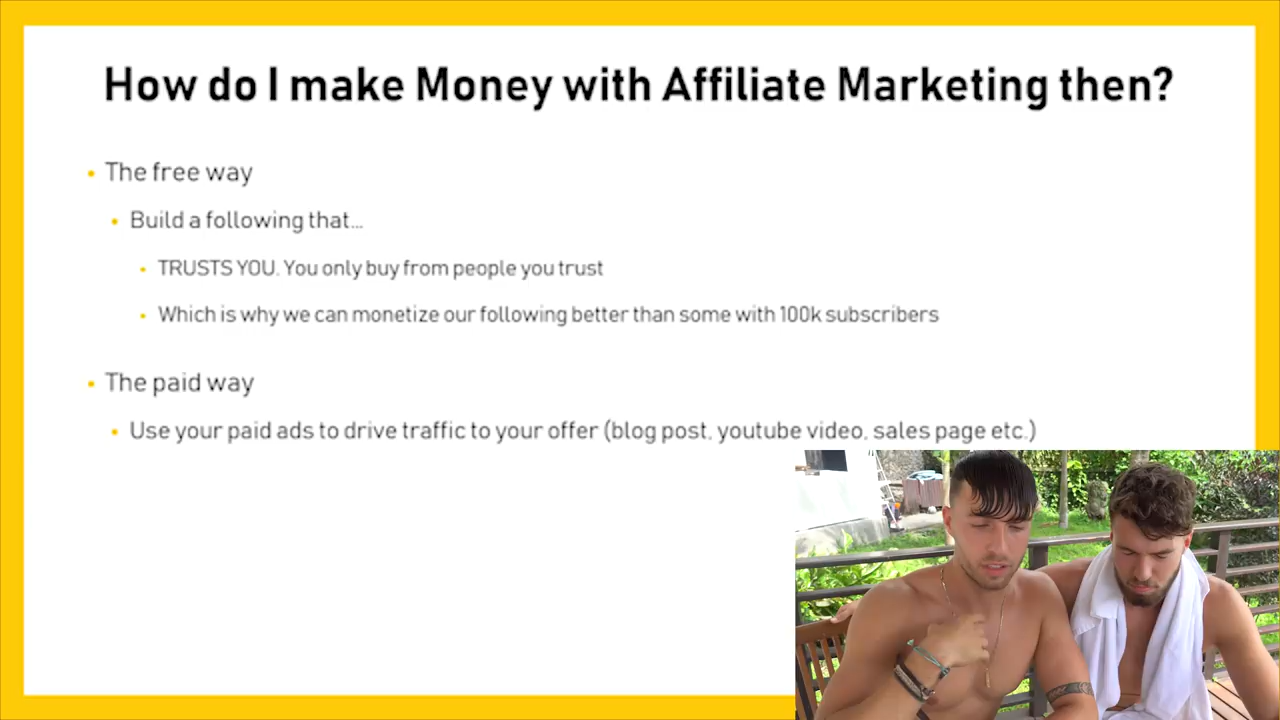 How do I make Money with Affiliate Marketing then?
The free way
Build a following that...
TRUSTS YOU. You only buy from people you trust
Which is why we can monetize our following better than some with 100k subscribers
The paid way
Use your paid ads to drive traffic to your offer (blog post, youtube video, sales page etc.)